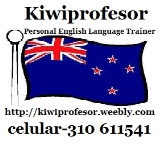 Kiwiprofesor
Personal English Language Trainer
http://kiwiprofesor.weebly.com
celular-310 611541